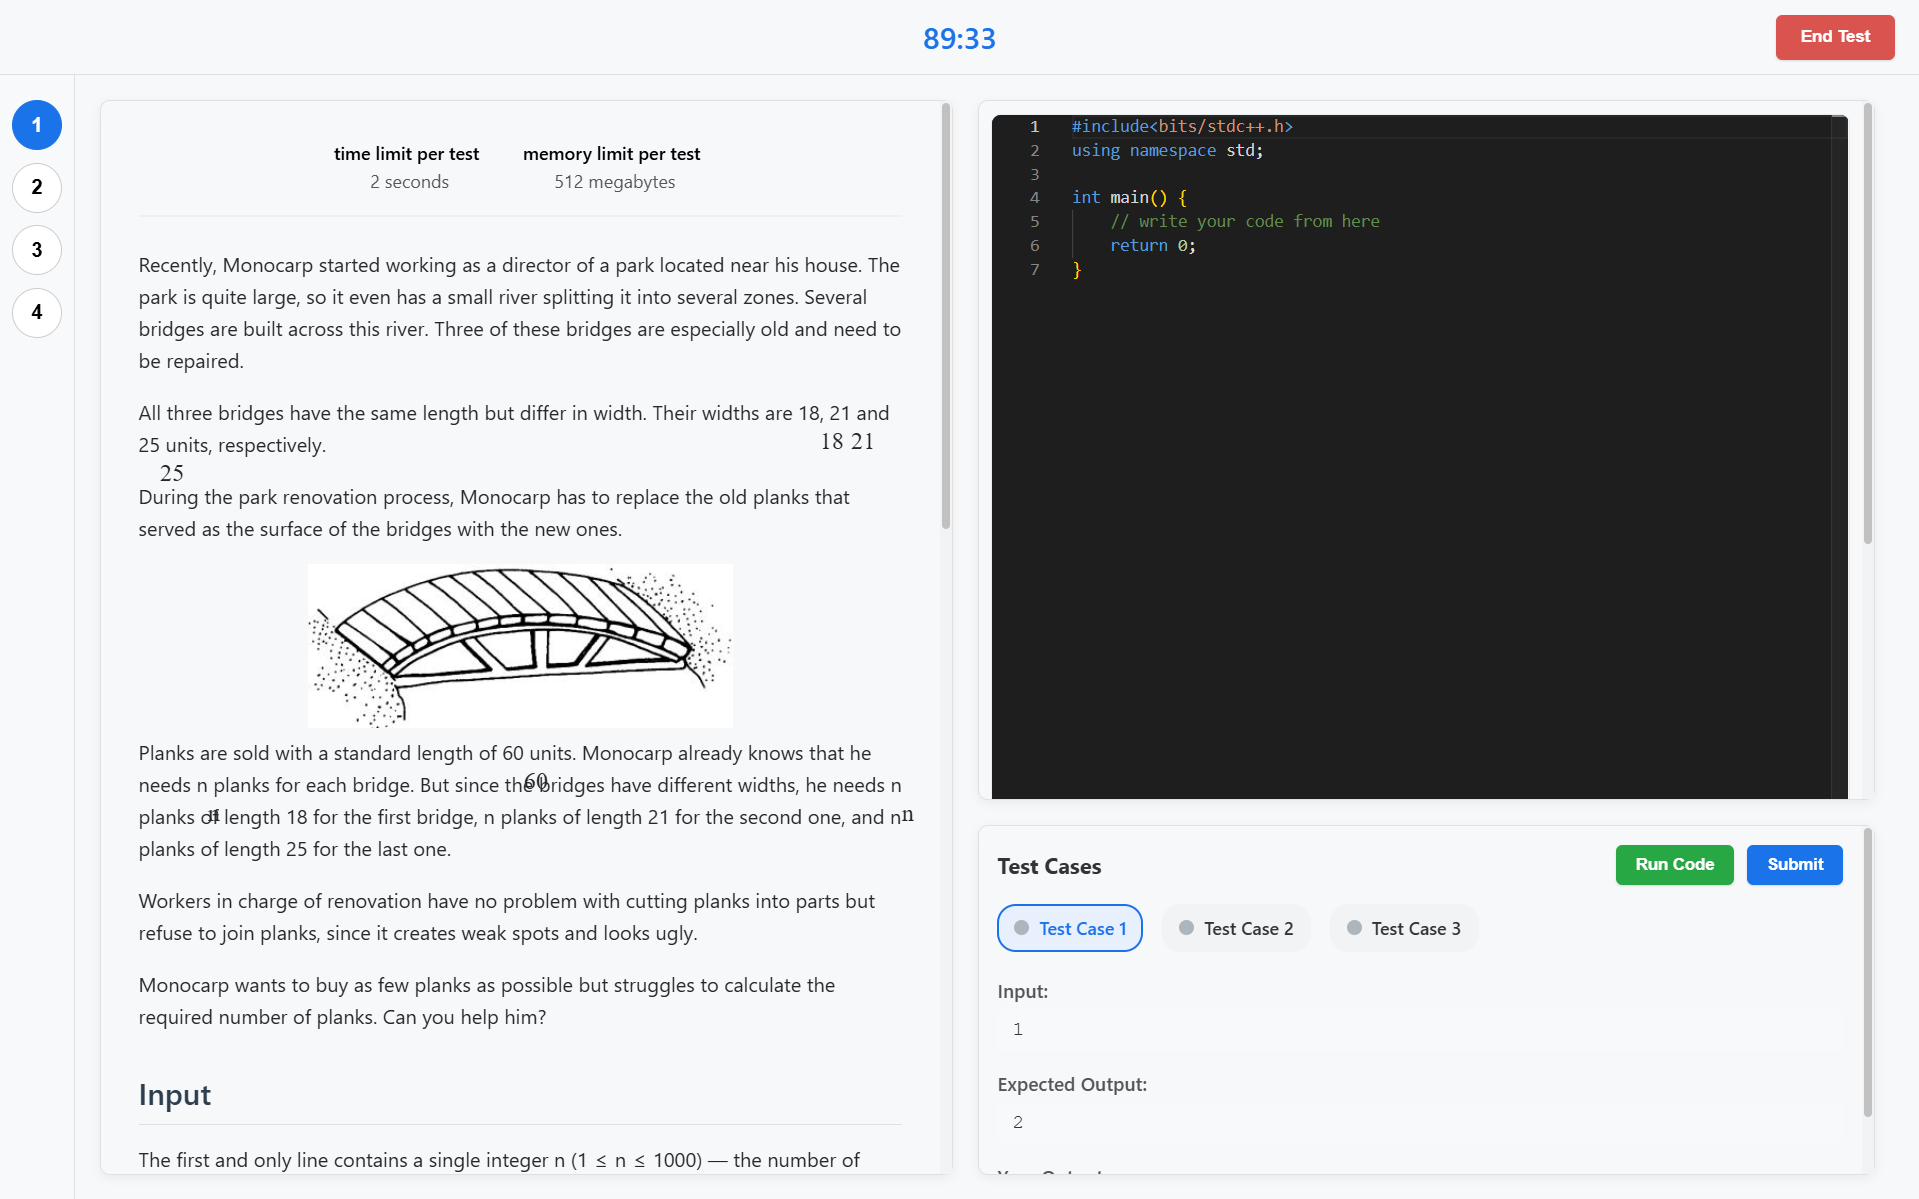 89:33
End Test
1
2
3
4
time limit per test
2 seconds
memory limit per test
512 megabytes
Recently, Monocarp started working as a director of a park located near his house. The
park is quite large, so it even has a small river splitting it into several zones. Several
bridges are built across this river. Three of these bridges are especially old and need to
be repaired.
All three bridges have the same length but differ in width. Their widths are 18, 21 and
25 units, respectively.
18 21
25
During the park renovation process, Monocarp has to replace the old planks that
served as the surface of the bridges with the new ones.
Planks are sold with a standard length of 60 units. Monocarp already knows that he
needs n planks for each bridge. But since the bridges have different widths, he needs n
60
planks of length 18 for the first bridge, n planks of length 21 for the second one, and n
n
n
planks of length 25 for the last one.
Workers in charge of renovation have no problem with cutting planks into parts but
refuse to join planks, since it creates weak spots and looks ugly.
Monocarp wants to buy as few planks as possible but struggles to calculate the
required number of planks. Can you help him?
Input
The first and only line contains a single integer n (1 ≤ n ≤ 1000) — the number of
1 #include<bits/stdc++.h>
2 using namespace std;
3
4 int main() {
5 // write your code from here
6 return 0;
7 }
Test Cases
Run Code
Submit
Test Case 1
Test Case 2
Test Case 3
Input:
1
Expected Output:
2